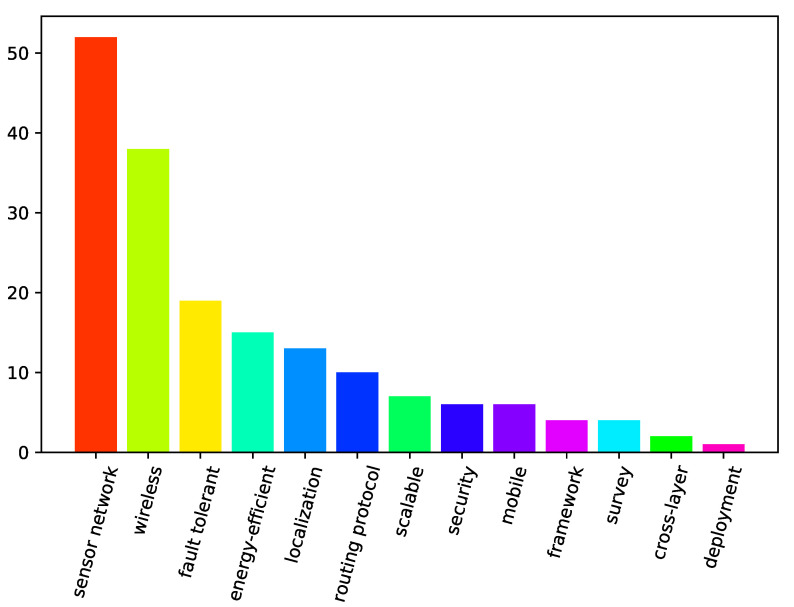 50
40
30
20
10
0
sensor network
wireless
fault tolerant
energy-efficient
localization
routing protocol
scalable
security
mobile
framework
survey
cross-layer
deployment